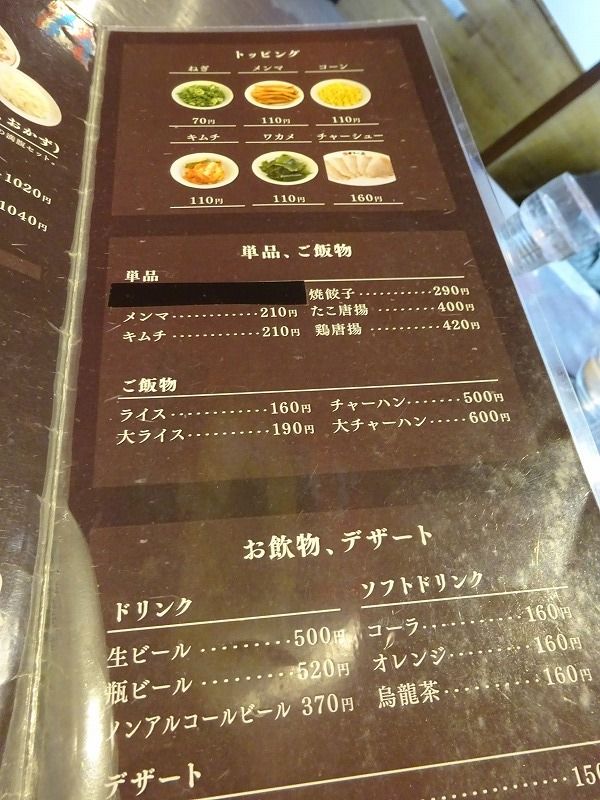 おかず)
1020円
1040円
トッピング
ねぎ メンマ コーン
70円 110円 110円
キムチ ワカメ チャーシュー
110円 110円 160円
単品、ご飯物
単品
焼餃子 290円
メンマ 210円 たこ唐揚 400円
キムチ 210円 鶏唐揚 420円
ご飯物
ライス 160円 チャーハン 500円
大ライス 190円 大チャーハン 600円
お飲物、デザート
ドリンク
生ビール 500円
瓶ビール 520円
ノンアルコールビール 370円
ソフトドリンク
コーラ 160円
オレンジ 160円
烏龍茶 160円
デザート